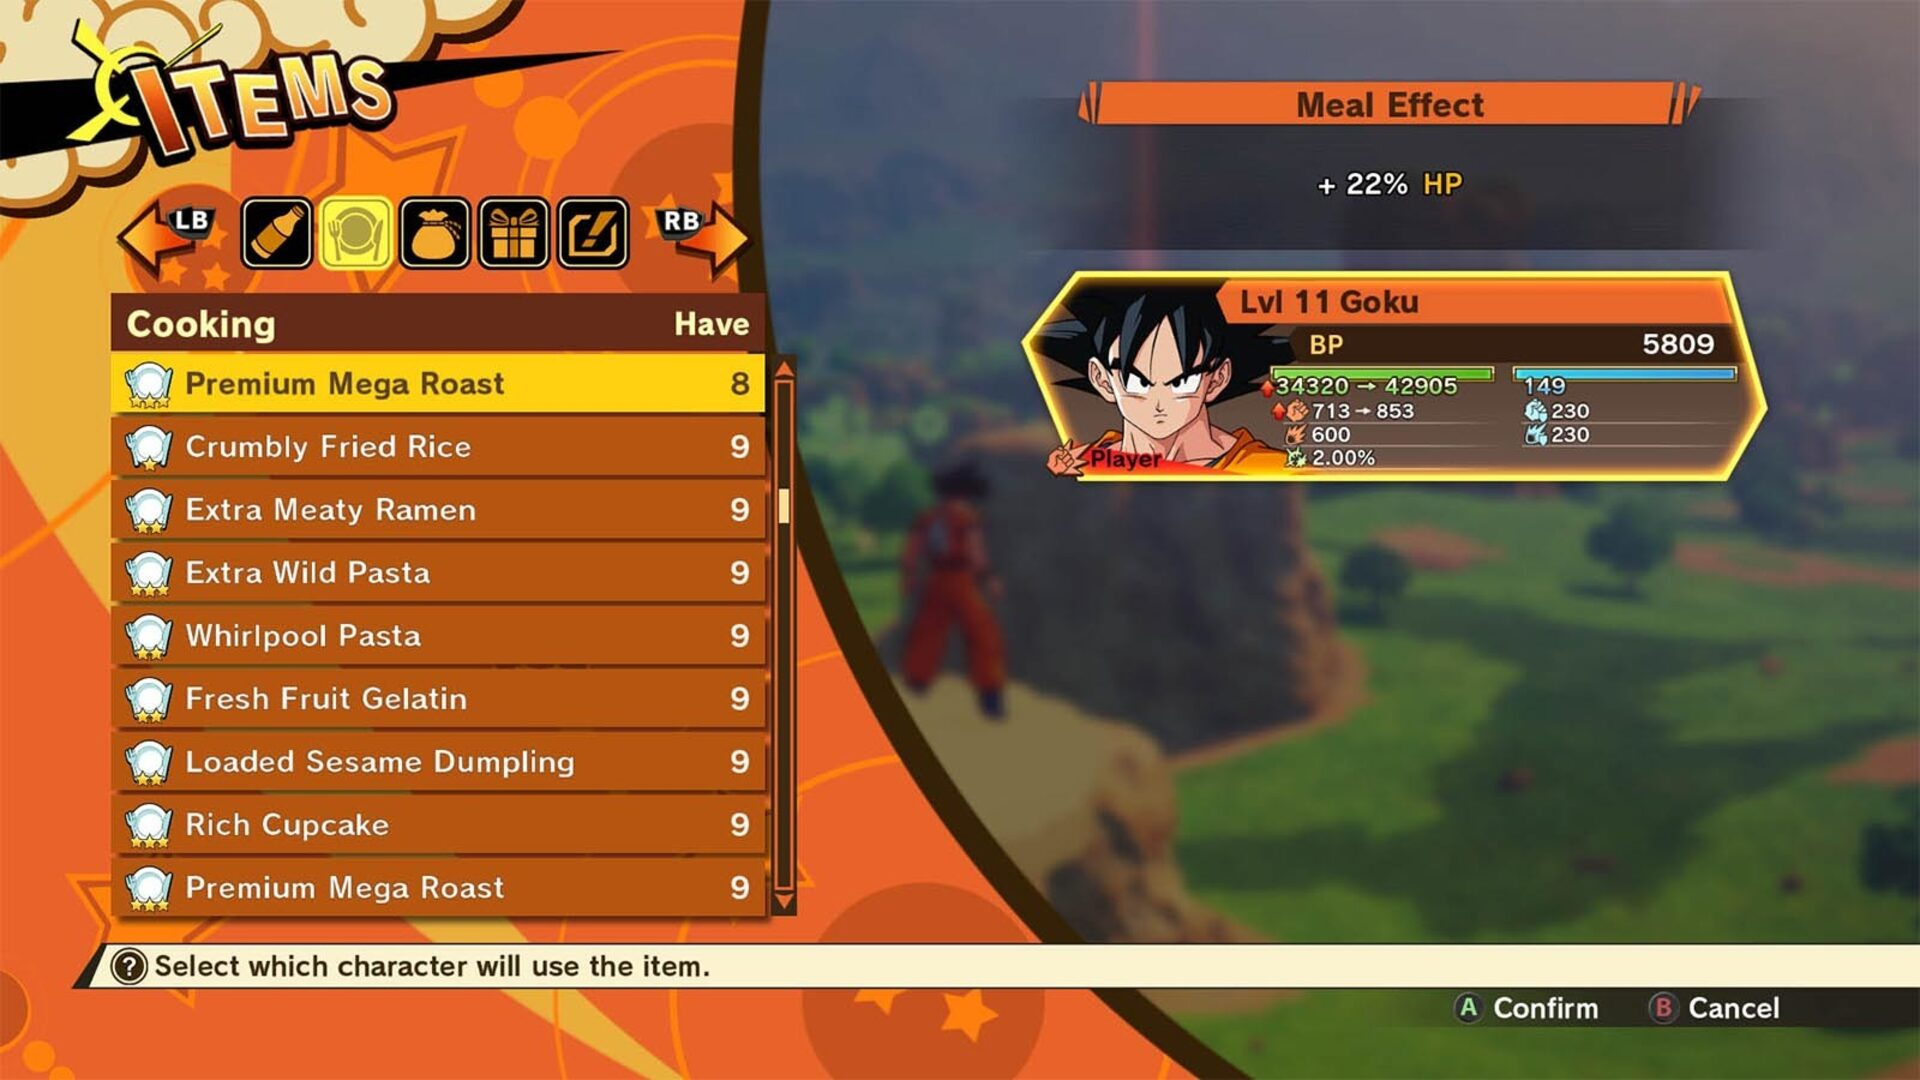 ITEMS
LB
RB
Cooking Have
Premium Mega Roast 8
Crumbly Fried Rice 9
Extra Meaty Ramen 9
Extra Wild Pasta 9
Whirlpool Pasta 9
Fresh Fruit Gelatin 9
Loaded Sesame Dumpling 9
Rich Cupcake 9
Premium Mega Roast 9
Meal Effect
+ 22% HP
Lvl 11 Goku
BP 5809
34320 → 42905 149
713 → 853 230
600 230
2.00%
Player
? Select which character will use the item.
A Confirm B Cancel